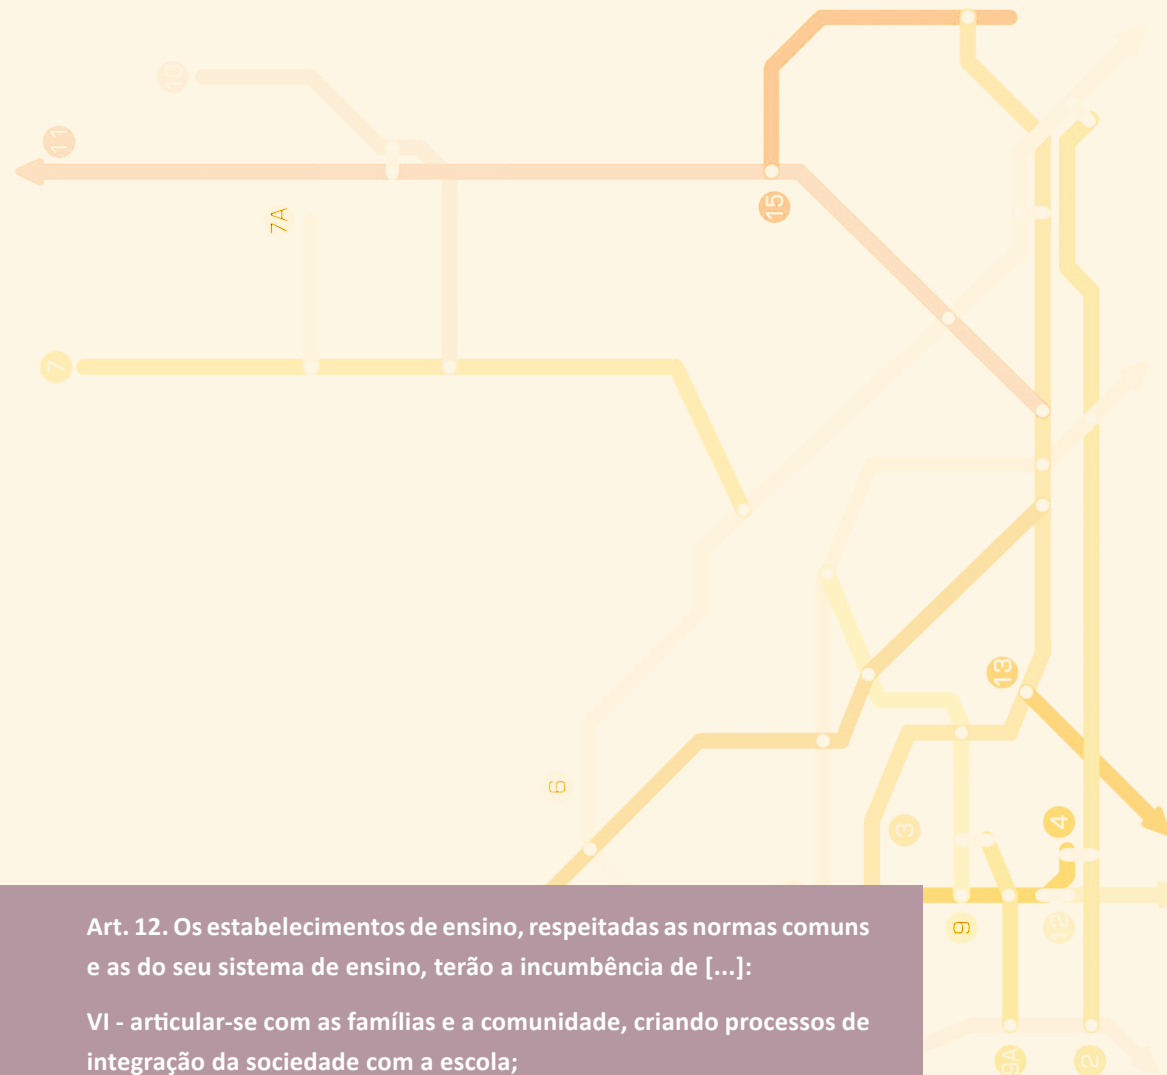 10
11
7A
15
7
13
6
3
4
Art. 12. Os estabelecimentos de ensino, respeitadas as normas comuns
e as do seu sistema de ensino, terão a incumbência de [...]:
9
12
VI - articular-se com as famílias e a comunidade, criando processos de
integração da sociedade com a escola;
9A
2